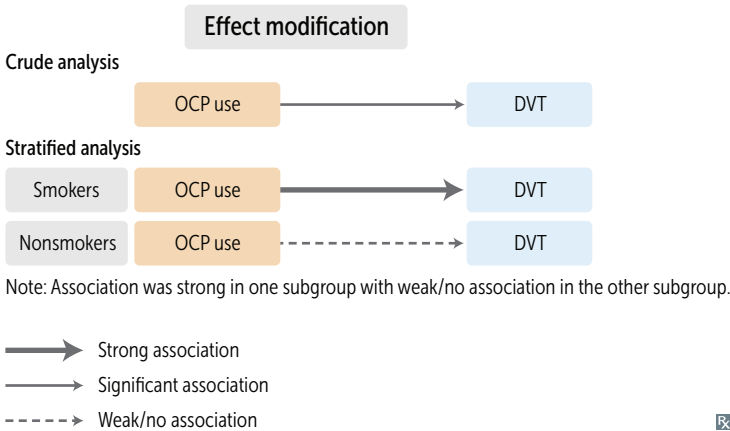 Effect modification
Crude analysis
OCP use DVT
Stratified analysis
Smokers OCP use DVT
Nonsmokers OCP use DVT
Note: Association was strong in one subgroup with weak/no association in the other subgroup.
Strong association
Significant association
Weak/no association
℞